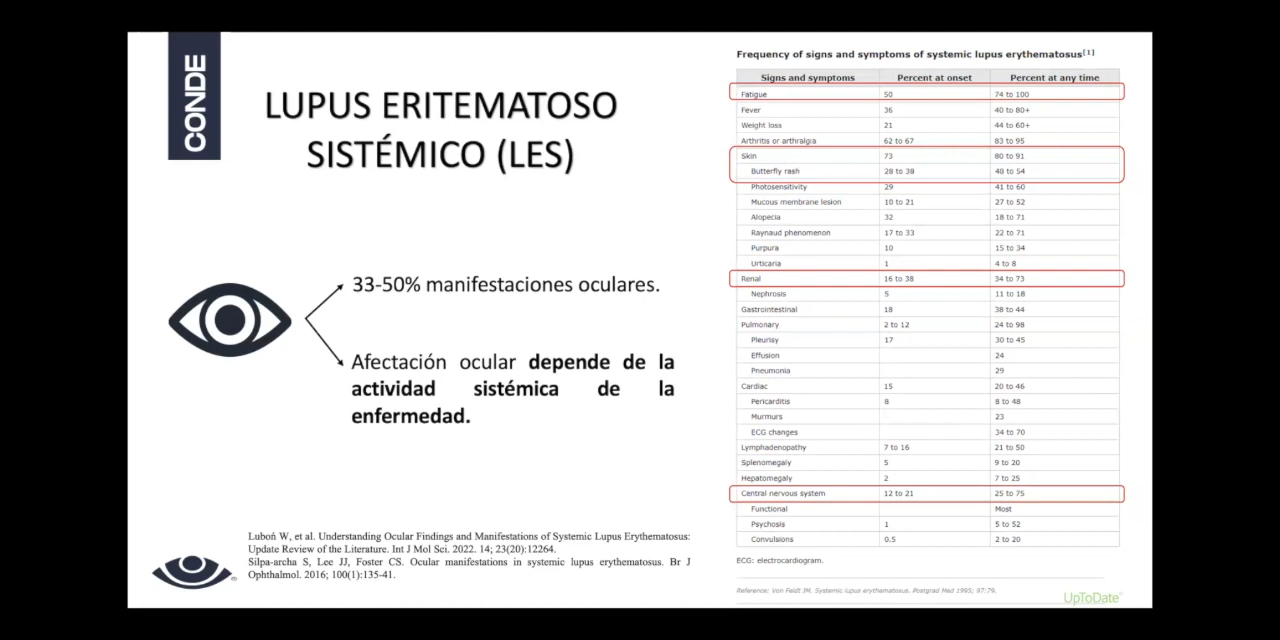 CONDE
LUPUS ERITEMATOSO
SISTÉMICO (LES)
33-50% manifestaciones oculares.
Afectación ocular depende de la
actividad sistémica de la
enfermedad.
Luboń W, et al. Understanding Ocular Findings and Manifestations of Systemic Lupus Erythematosus:
Update Review of the Literature. Int J Mol Sci. 2022. 14; 23(20):12264.
Silpa-archa S, Lee JJ, Foster CS. Ocular manifestations in systemic lupus erythematosus. Br J
Ophthalmol. 2016; 100(1):135-41.
Frequency of signs and symptoms of systemic lupus erythematosus[1]
Signs and symptoms Percent at onset Percent at any time
Fatigue 50 74 to 100
Fever 36 40 to 80+
Weight loss 21 44 to 60+
Arthritis or arthralgia 62 to 67 83 to 95
Skin 73 80 to 91
Butterfly rash 28 to 38 48 to 54
Photosensitivity 29 41 to 60
Mucous membrane lesion 10 to 21 27 to 52
Alopecia 32 18 to 71
Raynaud phenomenon 17 to 33 22 to 71
Purpura 10 15 to 34
Urticaria 1 4 to 8
Renal 16 to 38 34 to 73
Nephrosis 5 11 to 18
Gastrointestinal 18 38 to 44
Pulmonary 2 to 12 24 to 98
Pleurisy 17 30 to 45
Effusion 24
Pneumonia 29
Cardiac 15 20 to 46
Pericarditis 8 8 to 48
Murmurs 23
ECG changes 34 to 70
Lymphadenopathy 7 to 16 21 to 50
Splenomegaly 5 9 to 20
Hepatomegaly 2 7 to 25
Central nervous system 12 to 21 25 to 75
Functional Most
Psychosis 1 5 to 52
Convulsions 0.5 2 to 20
ECG: electrocardiogram.
Reference: Von Feldt JM. Systemic lupus erythematosus. Postgrad Med 1995; 97:79.
UpToDate®